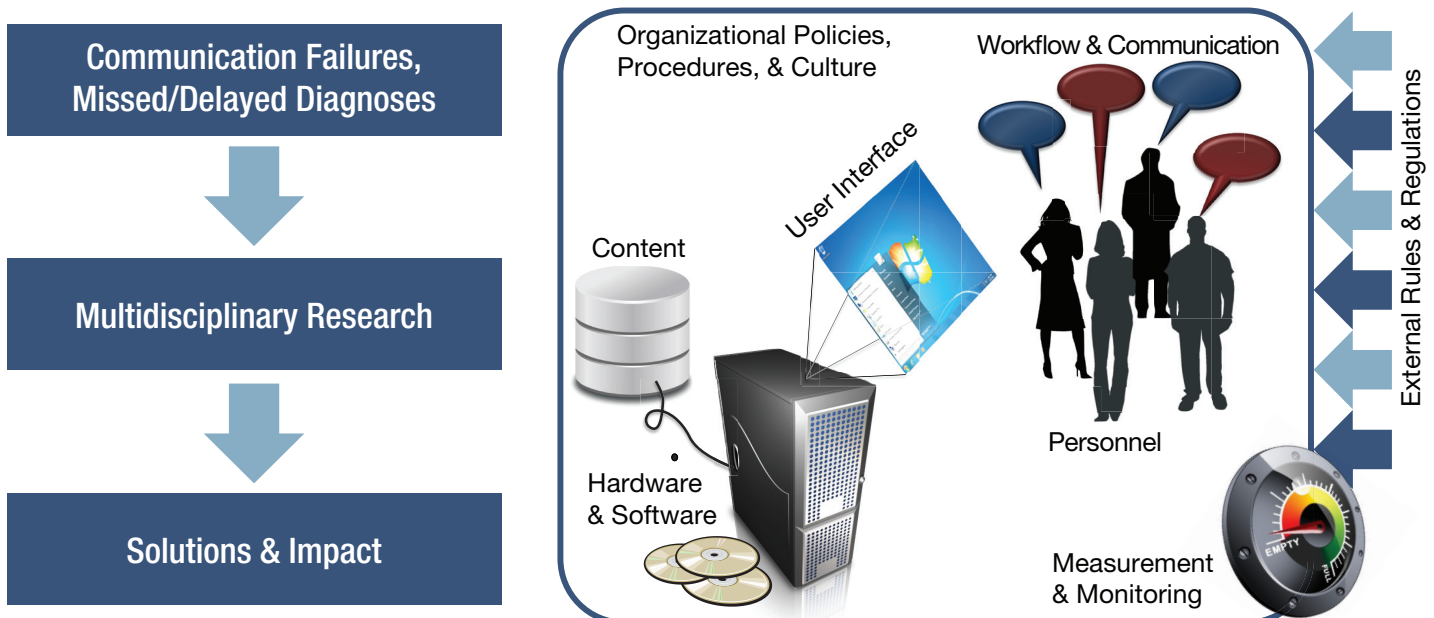 Communication Failures,
Missed/Delayed Diagnoses
Multidisciplinary Research
Solutions & Impact
Organizational Policies,
Procedures, & Culture
Workflow & Communication
User Interface
Content
Hardware
& Software
Personnel
Measurement
& Monitoring
EMPTY
FULL
External Rules & Regulations